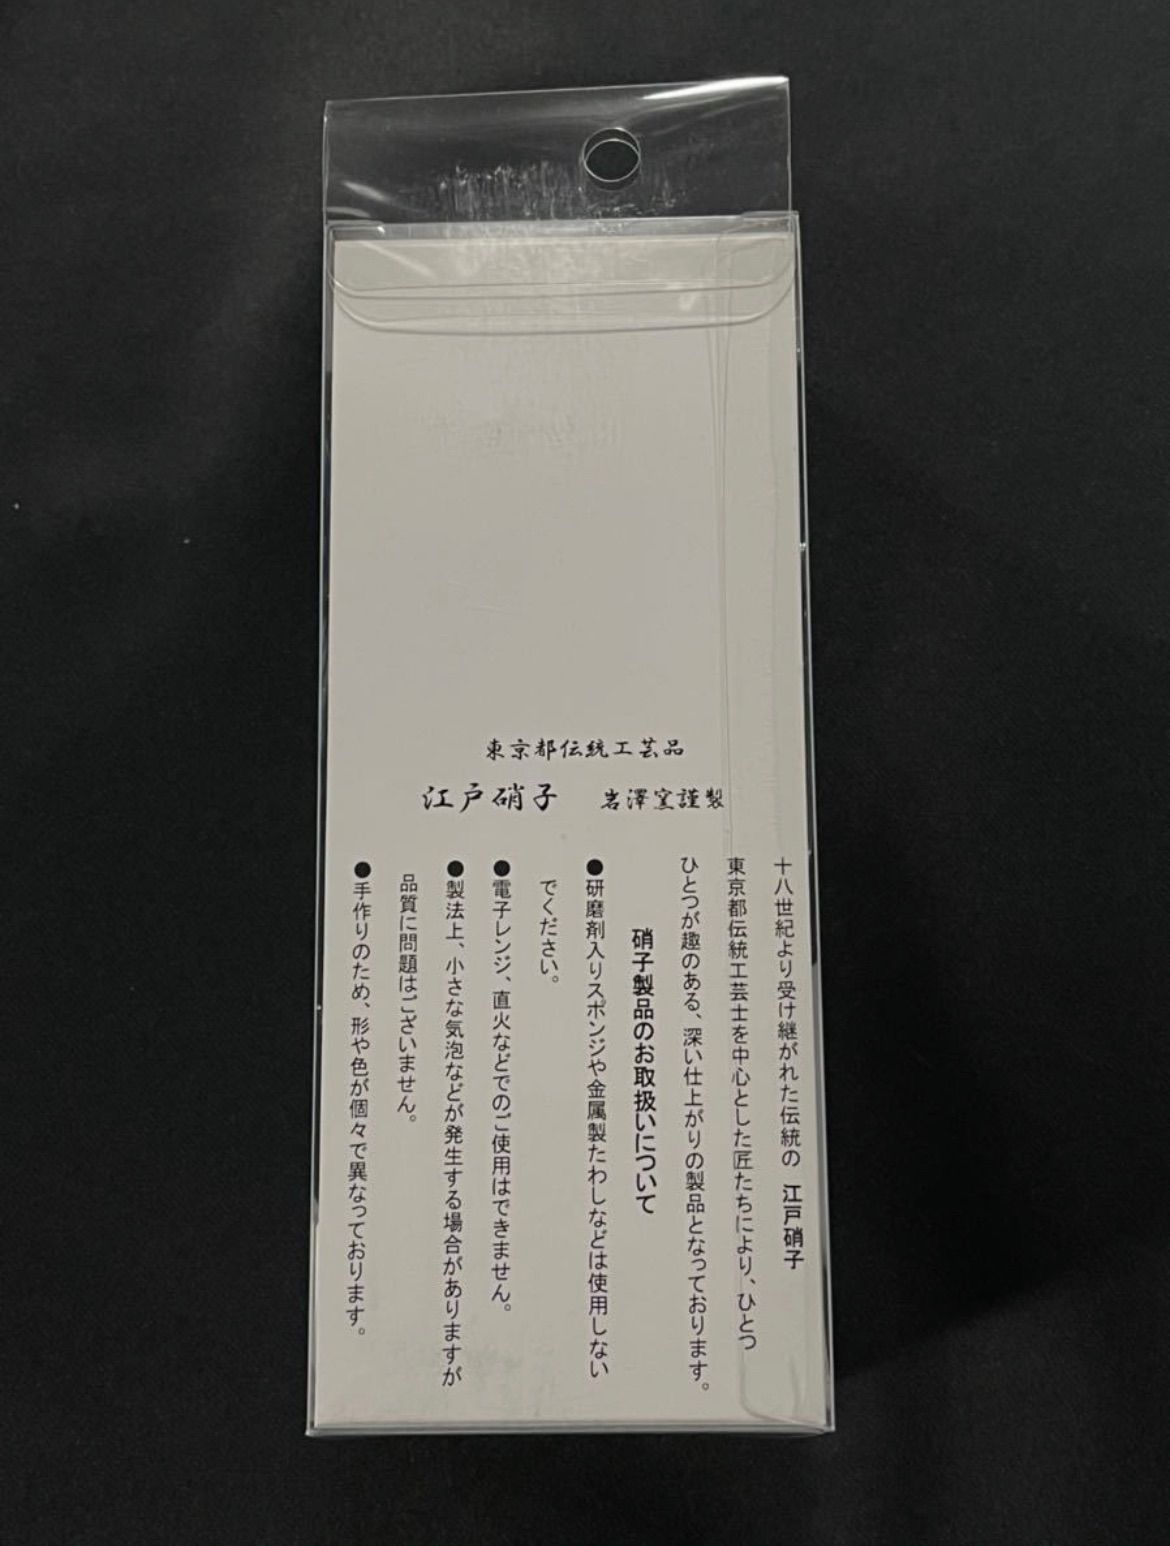 東京都伝統工芸品
江戸硝子 岩澤窯謹製
十八世紀より受け継がれた伝統の 江戸硝子
東京都伝統工芸士を中心とした匠たちにより、ひとつ
ひとつが趣のある、深い仕上がりの製品となっております。
硝子製品のお取扱いについて
●研磨剤入りスポンジや金属製たわしなどは使用しない
でください。
●電子レンジ、直火などでのご使用はできません。
●製法上、小さな気泡などが発生する場合がありますが
品質に問題はございません。
●手作りのため、形や色が個々で異なっております。